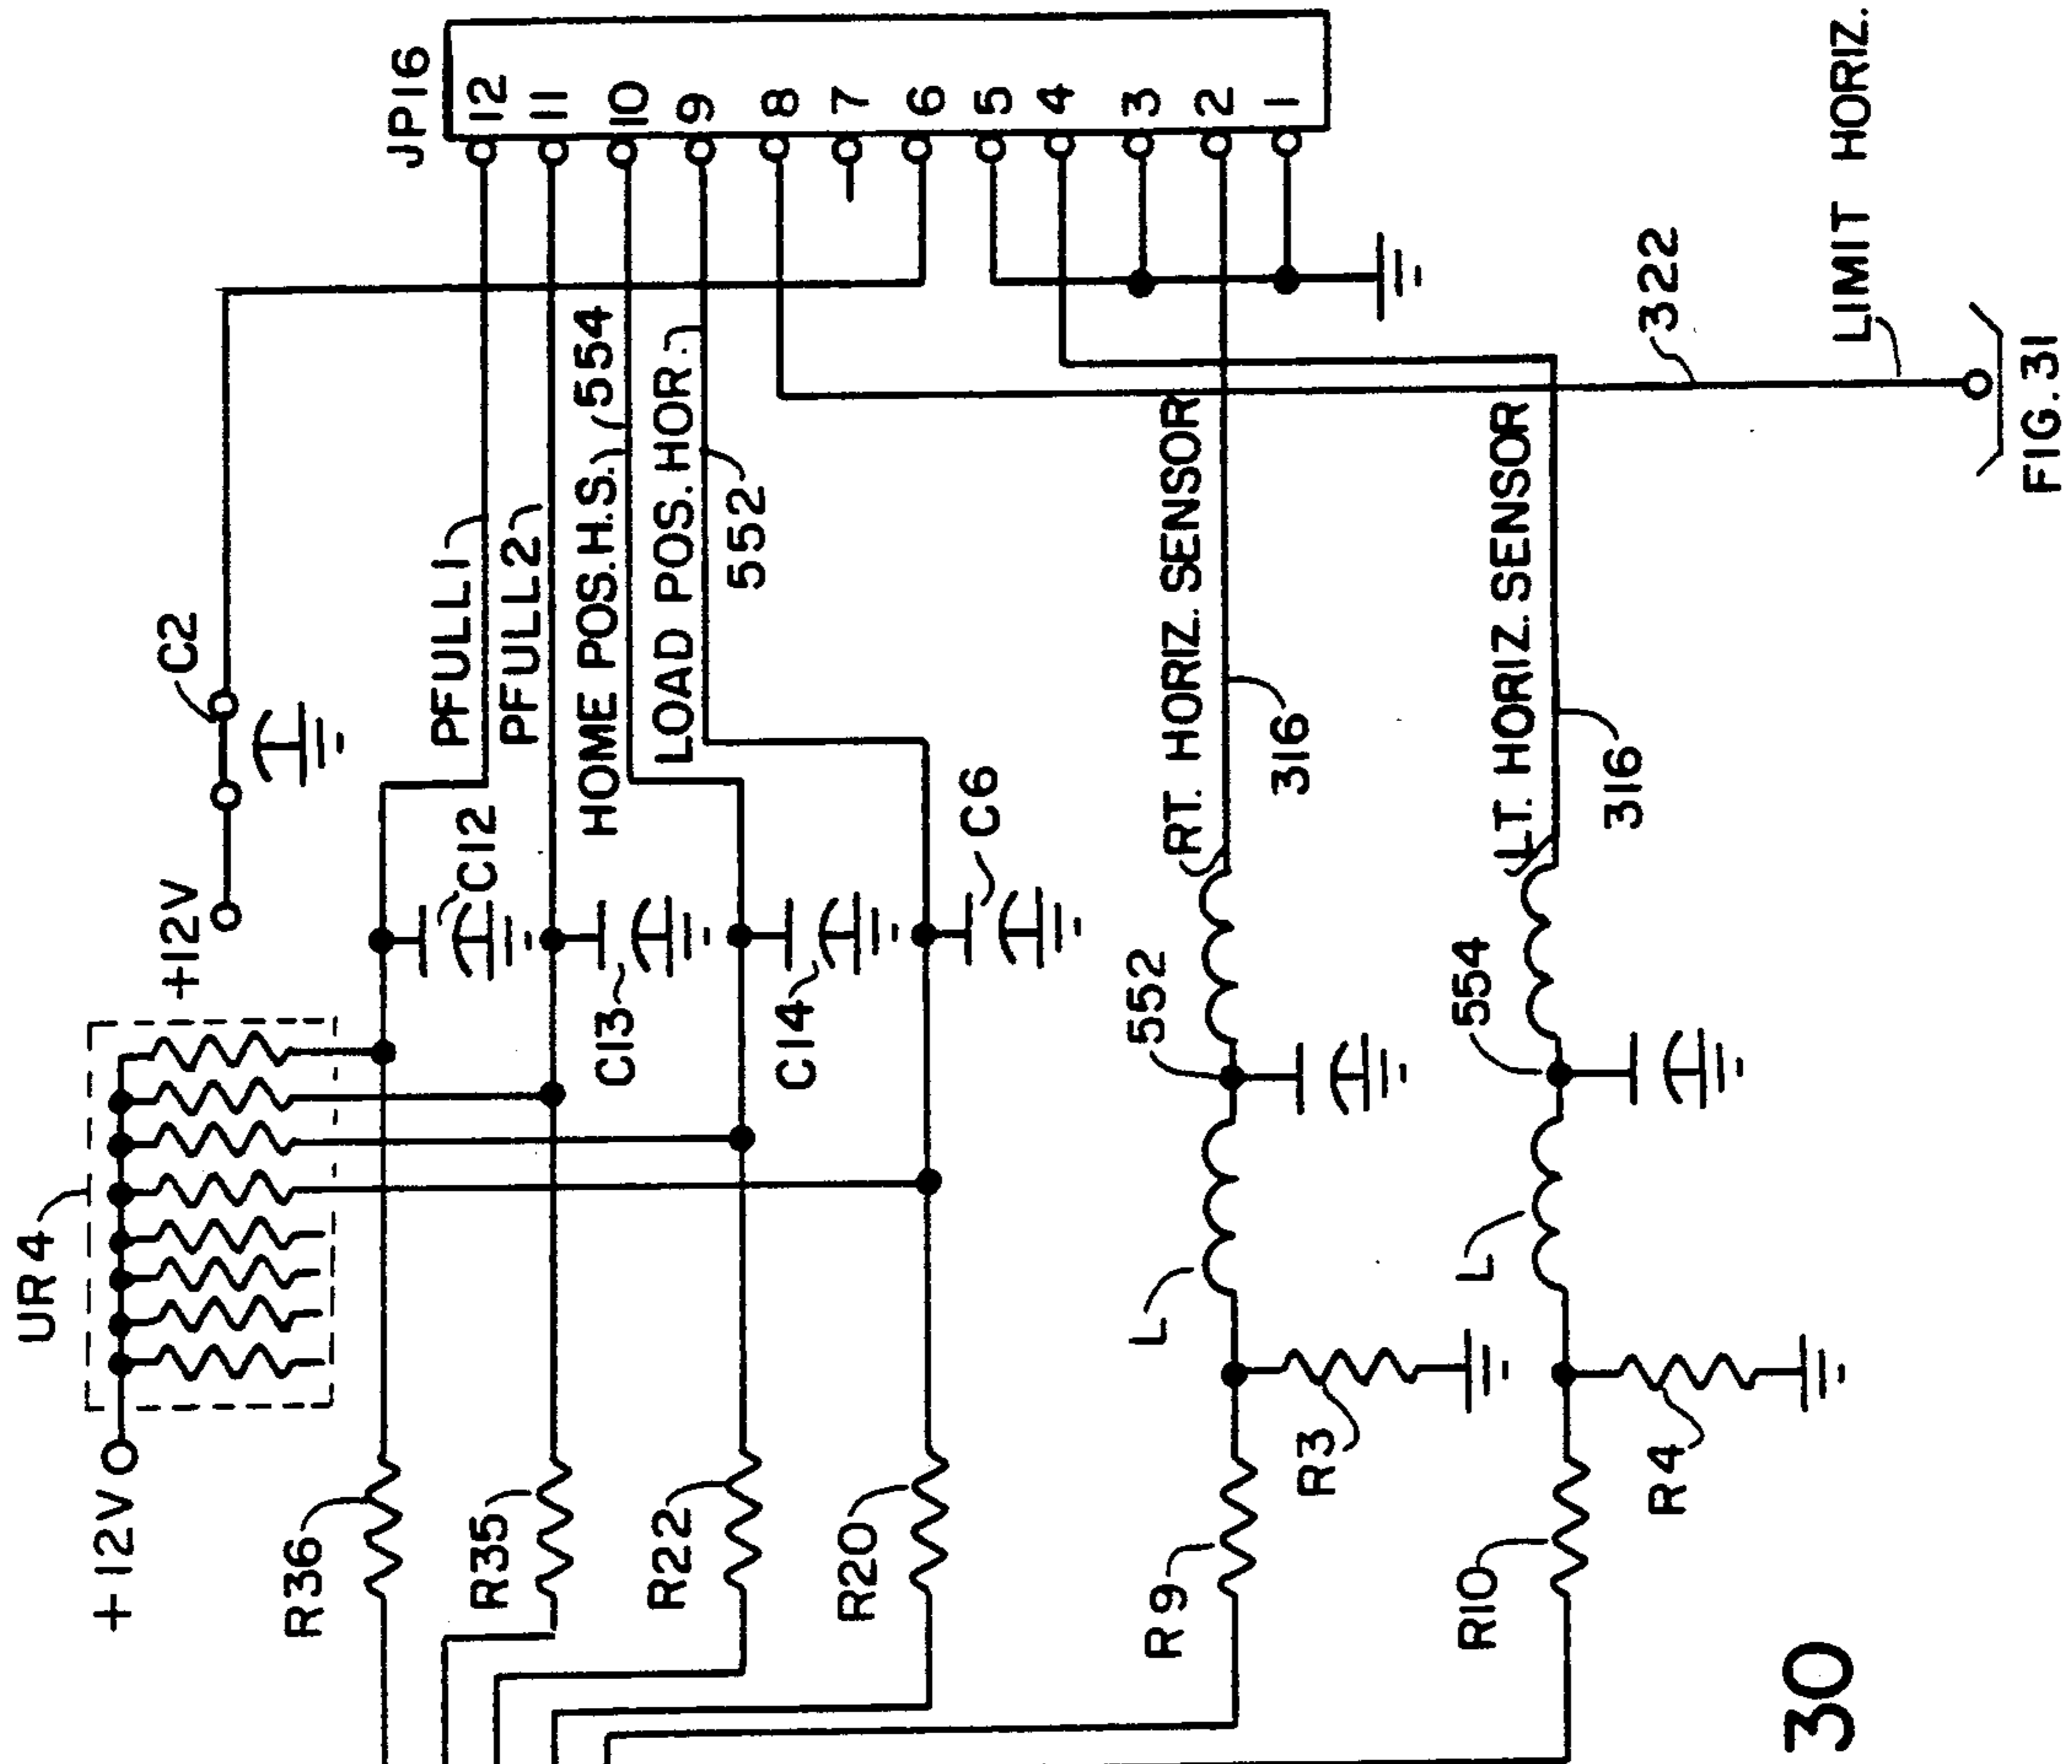 JP16
12
11
10
9
8
7
6
5
4
3
2
1
+12V
C2
UR4
+12V
PFULL1
PFULL2
HOME POS. H.S.
554
LOAD POS. HOR.
552
C12
C13
C14
C6
R36
R35
R22
R20
RT. HORIZ. SENSOR
316
552
L
R9
R3
LT. HORIZ. SENSOR
316
554
L
R10
R4
322
LIMIT HORIZ.
FIG. 31
30